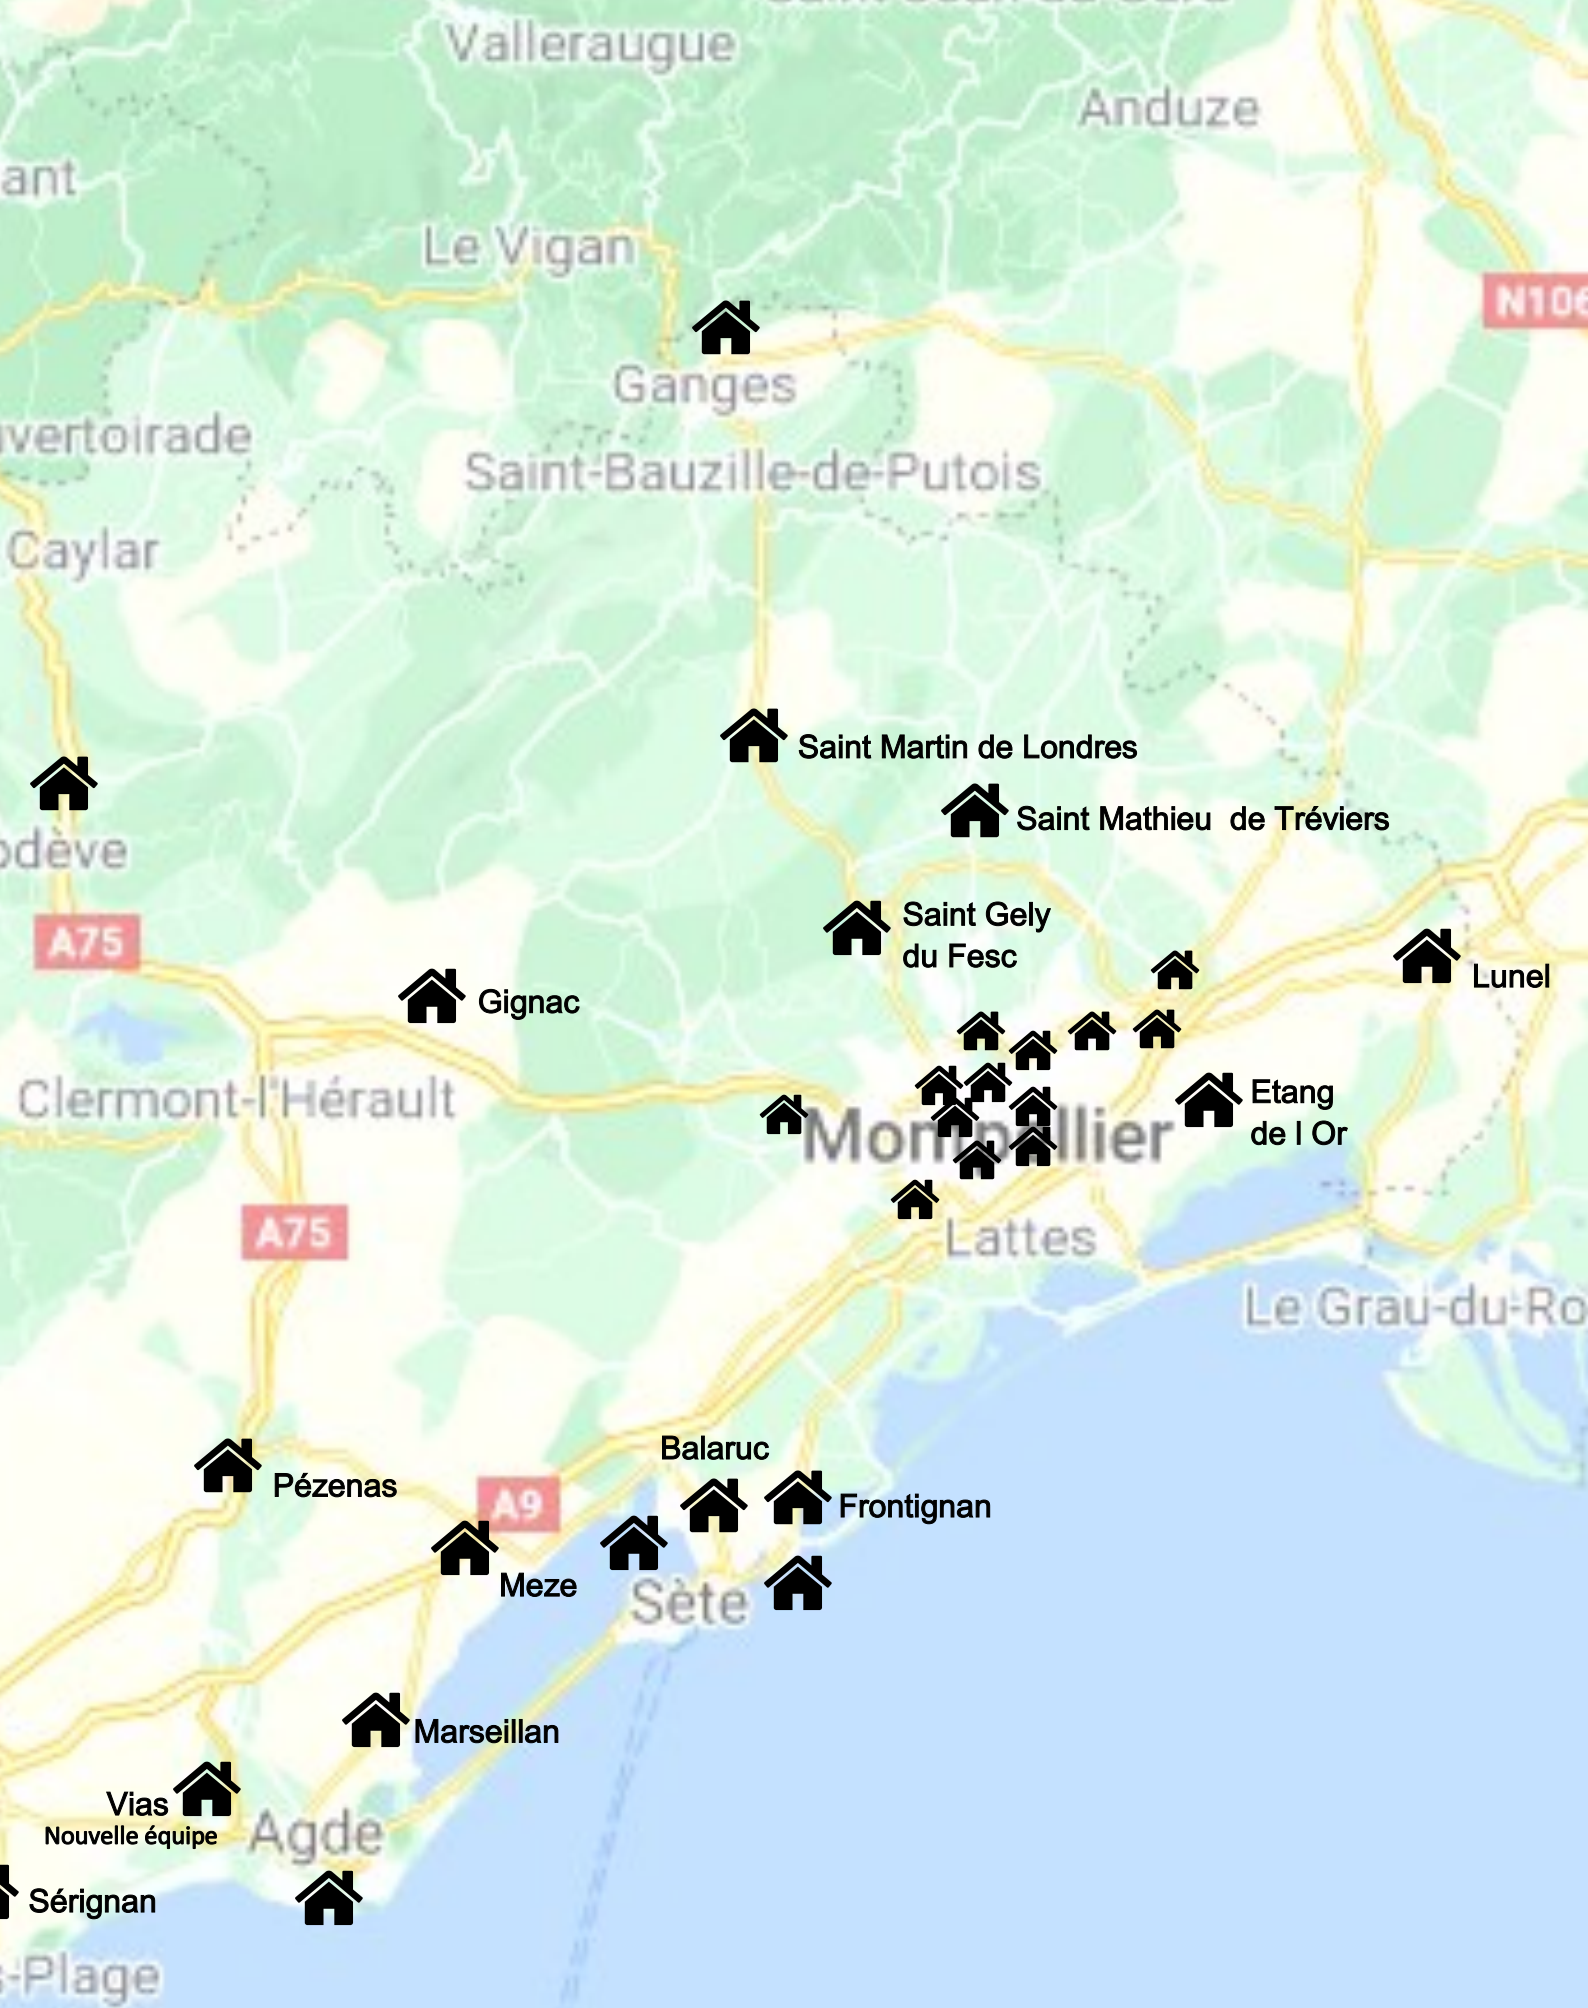 Valleraugue
Anduze
ant
Le Vigan
N106
Ganges
vertoirade
Saint-Bauzille-de-Putois
Caylar
Saint Martin de Londres
Saint Mathieu de Tréviers
odève
Saint Gely
du Fesc
A75
Lunel
Gignac
Clermont-l'Hérault
Etang
de l Or
Montpellier
A75
Lattes
Le Grau-du-Ro
Balaruc
Pézenas
A9
Frontignan
Meze
Sète
Marseillan
Vias
Nouvelle équipe
Agde
Sérignan
s-Plage